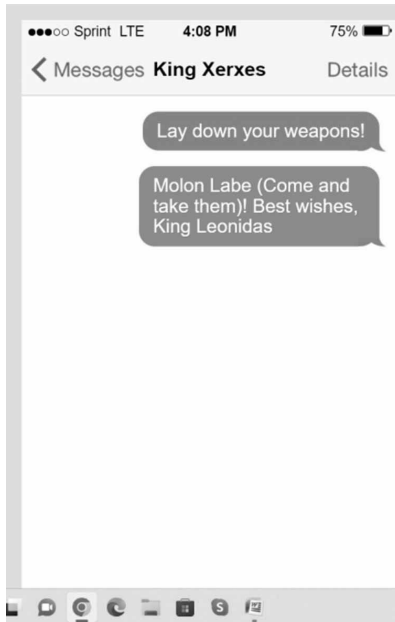 Sprint LTE 4:08 PM 75%
Messages King Xerxes Details
Lay down your weapons!
Molon Labe (Come and
take them)! Best wishes,
King Leonidas